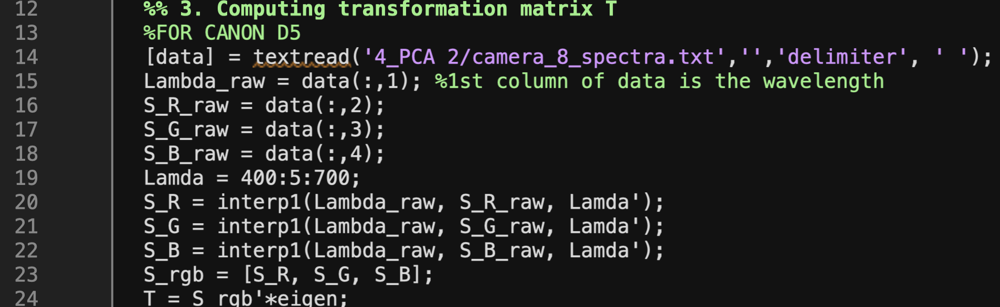 12 %% 3. Computing transformation matrix T
13 %FOR CANON D5
14 [data] = textread('4_PCA 2/camera_8_spectra.txt','','delimiter', ' ');
15 Lambda_raw = data(:,1); %1st column of data is the wavelength
16 S_R_raw = data(:,2);
17 S_G_raw = data(:,3);
18 S_B_raw = data(:,4);
19 Lamda = 400:5:700;
20 S_R = interp1(Lambda_raw, S_R_raw, Lamda');
21 S_G = interp1(Lambda_raw, S_G_raw, Lamda');
22 S_B = interp1(Lambda_raw, S_B_raw, Lamda');
23 S_rgb = [S_R, S_G, S_B];
24 T = S_rgb'*eigen;